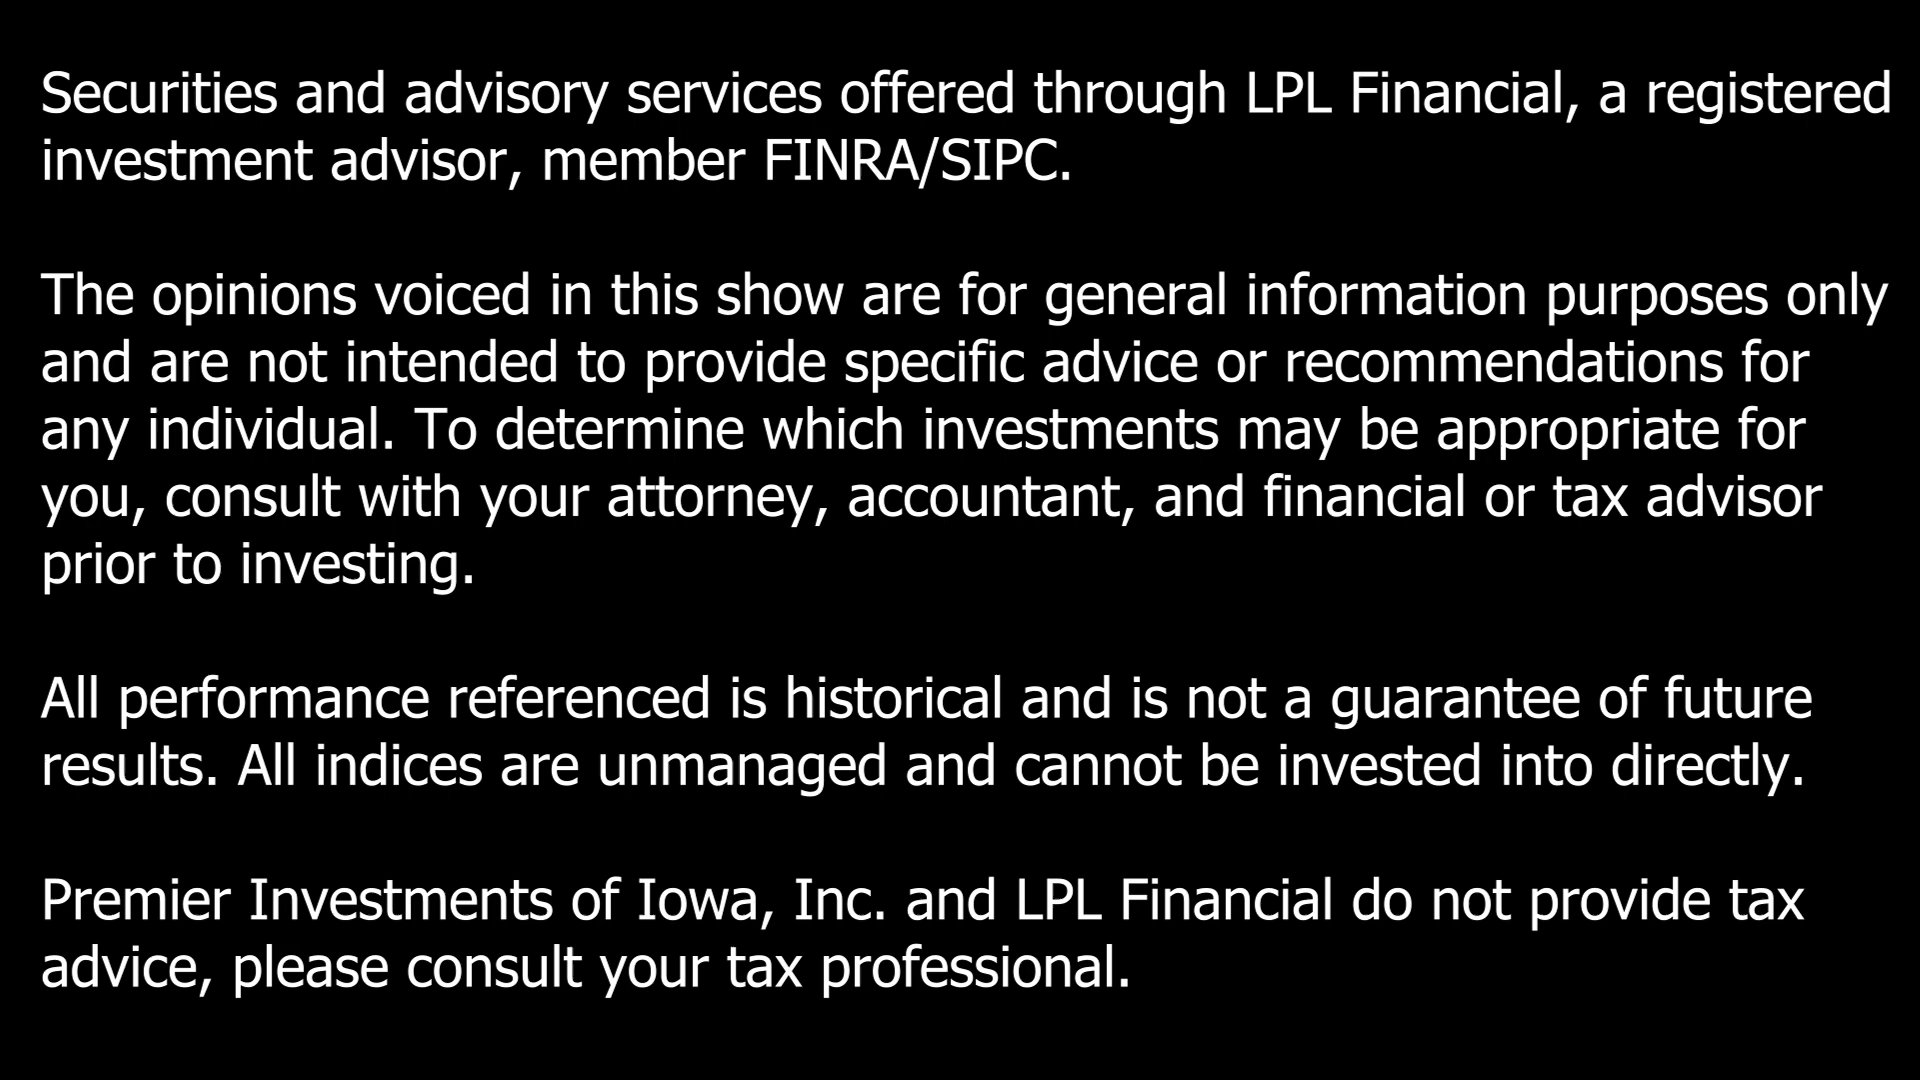 Securities and advisory services offered through LPL Financial, a registered
investment advisor, member FINRA/SIPC.
The opinions voiced in this show are for general information purposes only
and are not intended to provide specific advice or recommendations for
any individual. To determine which investments may be appropriate for
you, consult with your attorney, accountant, and financial or tax advisor
prior to investing.
All performance referenced is historical and is not a guarantee of future
results. All indices are unmanaged and cannot be invested into directly.
Premier Investments of Iowa, Inc. and LPL Financial do not provide tax
advice, please consult your tax professional.